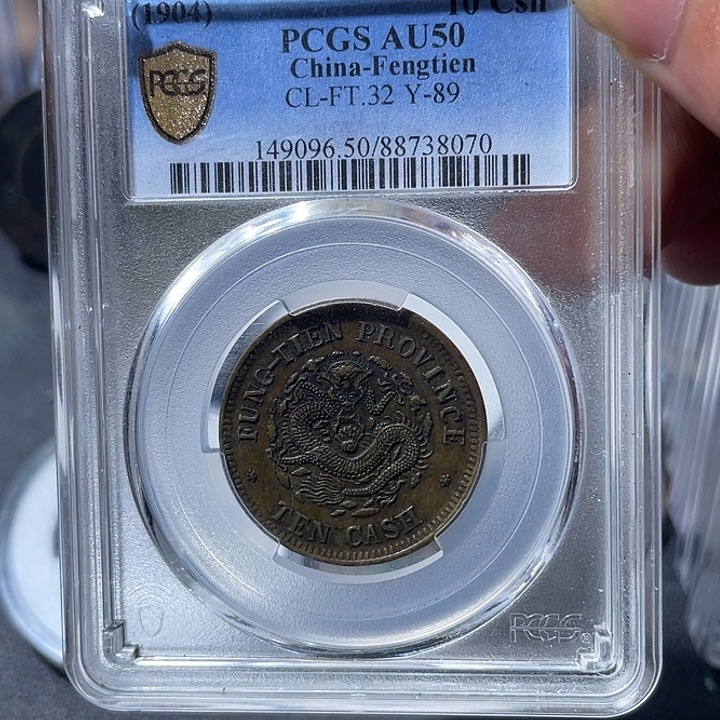 (1904) 10 Csh
PCGS AU50
China-Fengtien
CL-FT.32 Y-89
PCGS
149096.50/88738070
FUNG-TIEN PROVINCE
TEN CASH
PCGS